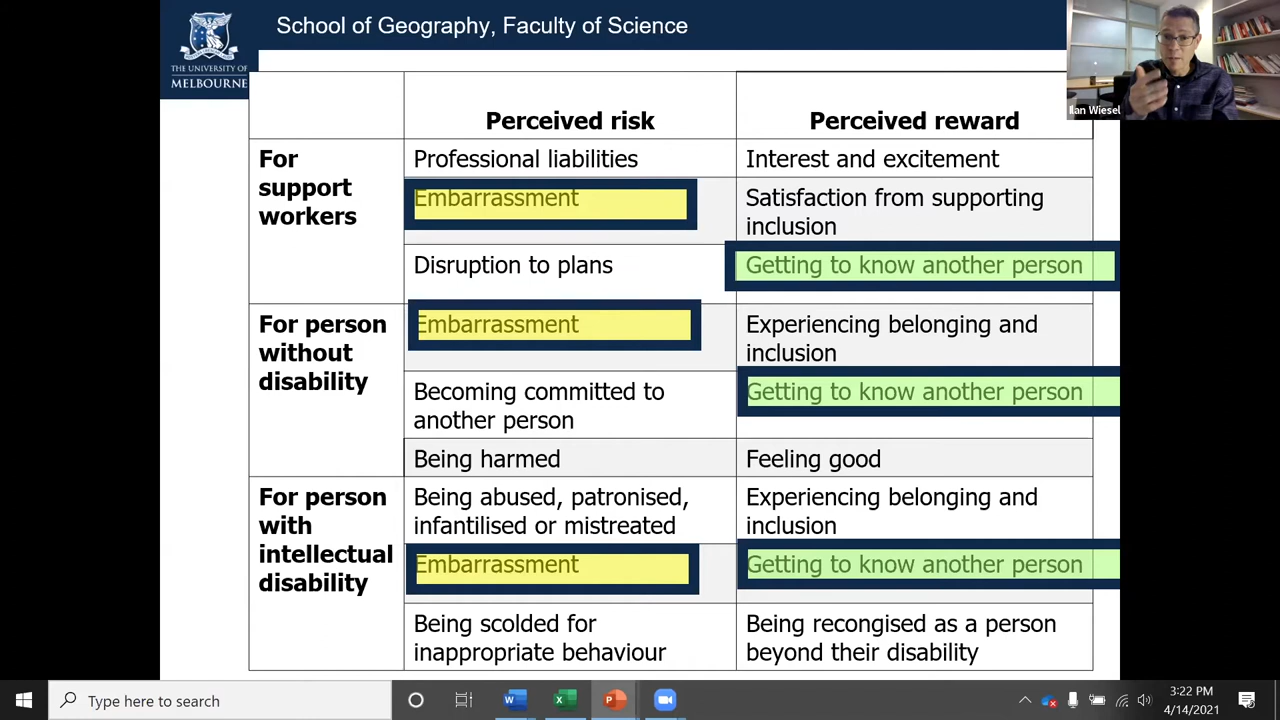 School of Geography, Faculty of Science
THE UNIVERSITY OF
MELBOURNE
Ilan Wiesel
Perceived risk
Perceived reward
For
support
workers
Professional liabilities
Interest and excitement
Embarrassment
Satisfaction from supporting
inclusion
Disruption to plans
Getting to know another person
For person
without
disability
Embarrassment
Experiencing belonging and
inclusion
Becoming committed to
another person
Getting to know another person
Being harmed
Feeling good
For person
with
intellectual
disability
Being abused, patronised,
infantilised or mistreated
Experiencing belonging and
inclusion
Embarrassment
Getting to know another person
Being scolded for
inappropriate behaviour
Being recongised as a person
beyond their disability
Type here to search
3:22 PM
4/14/2021